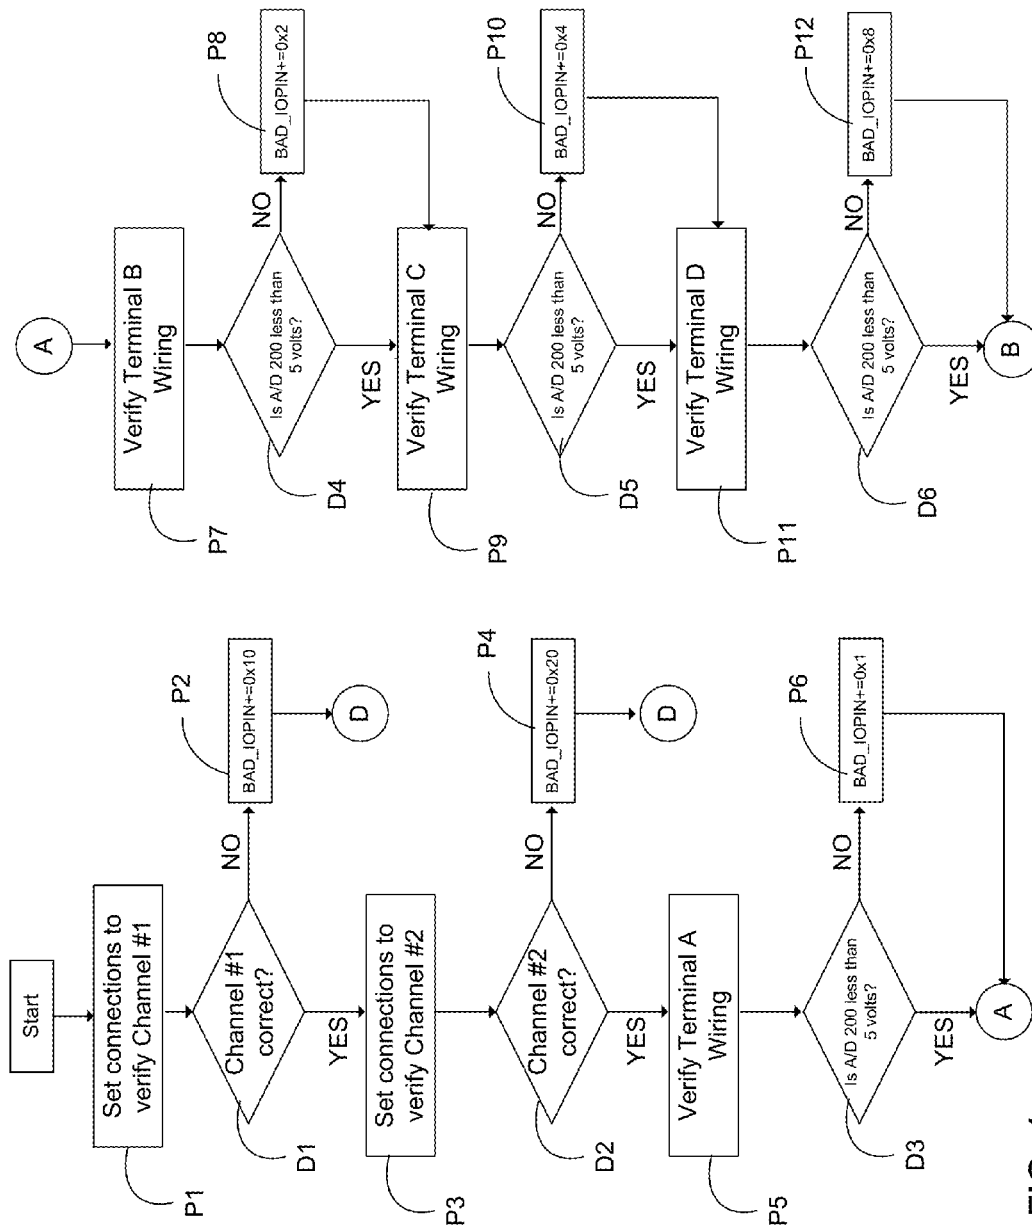 Start
Set connections to
verify Channel #1
P1
Channel #1
correct?
D1
NO
BAD_IOPIN+=0x10
P2
D
YES
Set connections to
verify Channel #2
P3
Channel #2
correct?
D2
NO
BAD_IOPIN+=0x20
P4
D
YES
Verify Terminal A
Wiring
P5
Is A/D 200 less than
5 volts?
D3
NO
BAD_IOPIN+=0x1
P6
YES
A
A
Verify Terminal B
Wiring
P7
Is A/D 200 less than
5 volts?
D4
NO
BAD_IOPIN+=0x2
P8
YES
Verify Terminal C
Wiring
P9
Is A/D 200 less than
5 volts?
D5
NO
BAD_IOPIN+=0x4
P10
YES
Verify Terminal D
Wiring
P11
Is A/D 200 less than
5 volts?
D6
NO
BAD_IOPIN+=0x8
P12
YES
B